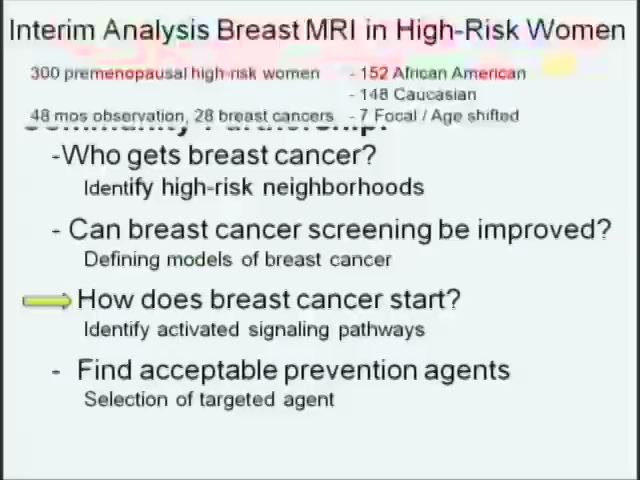 Interim Analysis Breast MRI in High-Risk Women
300 premenopausal high-risk women - 152 African American
- 148 Caucasian
48 mos observation, 28 breast cancers - 7 Focal / Age shifted
-Who gets breast cancer?
Identify high-risk neighborhoods
- Can breast cancer screening be improved?
Defining models of breast cancer
How does breast cancer start?
Identify activated signaling pathways
- Find acceptable prevention agents
Selection of targeted agent